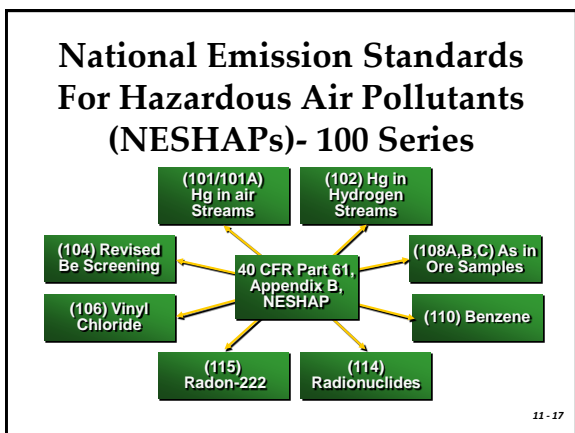 National Emission Standards
For Hazardous Air Pollutants
(NESHAPs)- 100 Series
(101/101A)
Hg in air
Streams
(102) Hg in
Hydrogen
Streams
(104) Revised
Be Screening
40 CFR Part 61,
Appendix B,
NESHAP
(108A,B,C) As in
Ore Samples
(106) Vinyl
Chloride
(110) Benzene
(115)
Radon-222
(114)
Radionuclides
11 - 17